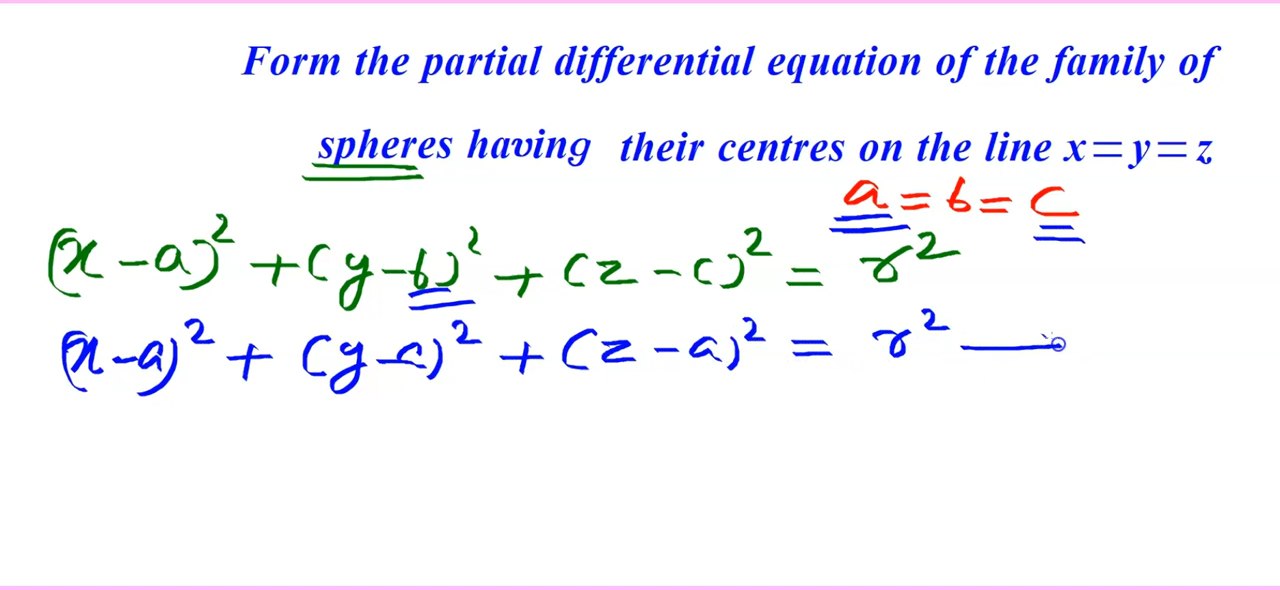 Form the partial differential equation of the family of
spheres having their centres on the line x=y=z
a = b = c
(x-a)² + (y-b)² + (z-c)² = r²
(x-a)² + (y-a)² + (z-a)² = r²